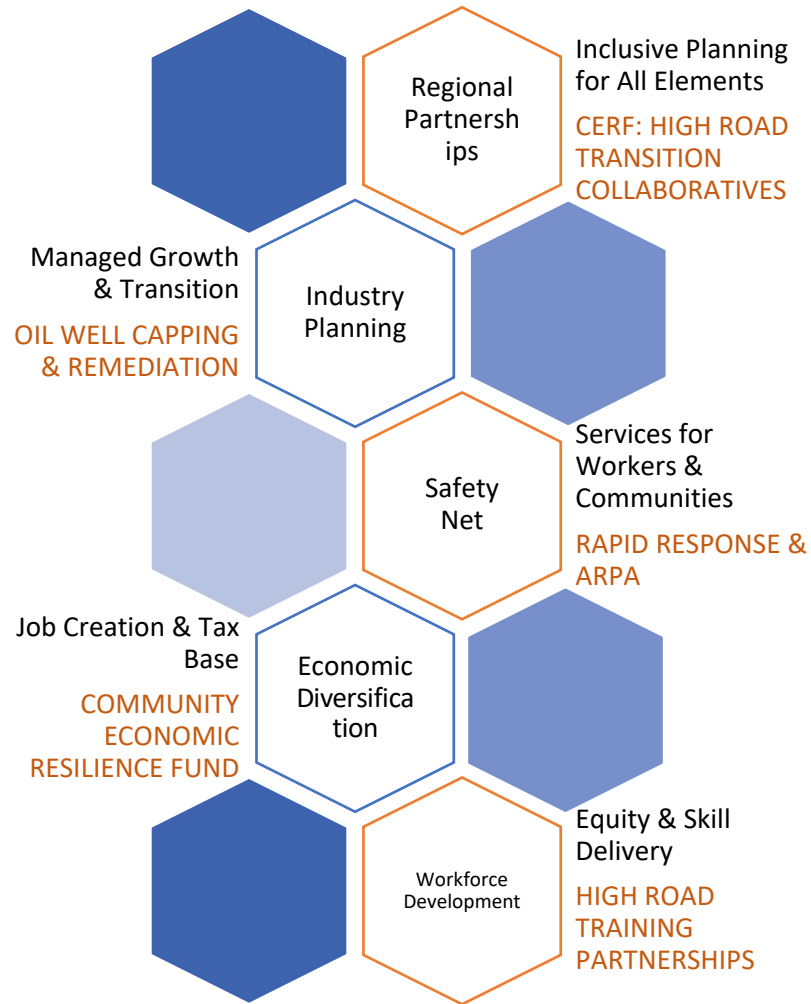 Regional
Partnersh
ips
Inclusive Planning
for All Elements
CERF: HIGH ROAD
TRANSITION
COLLABORATIVES
Managed Growth
& Transition
OIL WELL CAPPING
& REMEDIATION
Industry
Planning
Safety
Net
Services for
Workers &
Communities
RAPID RESPONSE &
ARPA
Job Creation & Tax
Base
COMMUNITY
ECONOMIC
RESILIENCE FUND
Economic
Diversifica
tion
Workforce
Development
Equity & Skill
Delivery
HIGH ROAD
TRAINING
PARTNERSHIPS